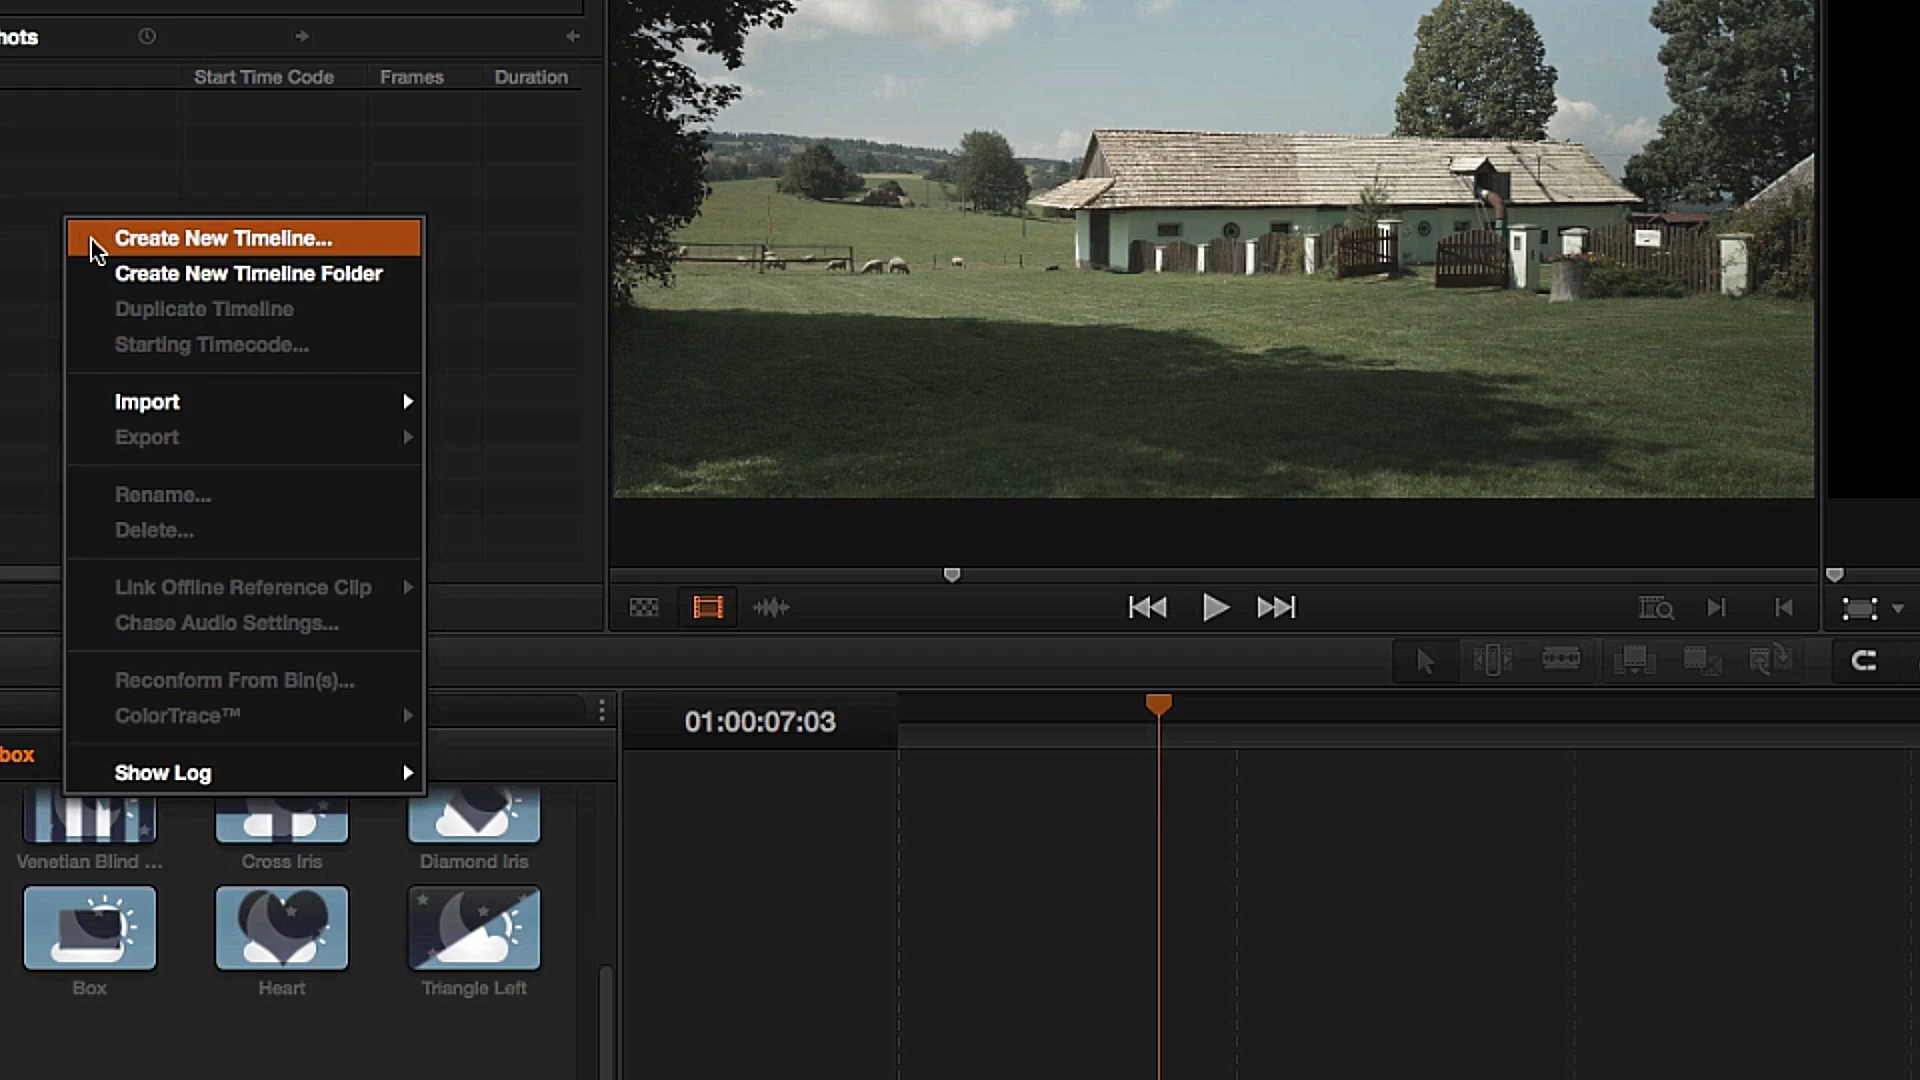 hots
Start Time Code Frames Duration
Create New Timeline...
Create New Timeline Folder
Duplicate Timeline
Starting Timecode...
Import
Export
Rename...
Delete...
Link Offline Reference Clip
Chase Audio Settings...
Reconform From Bin(s)...
ColorTrace™
Show Log
01:00:07:03
box
Venetian Blind ... Cross Iris Diamond Iris
Box Heart Triangle Left